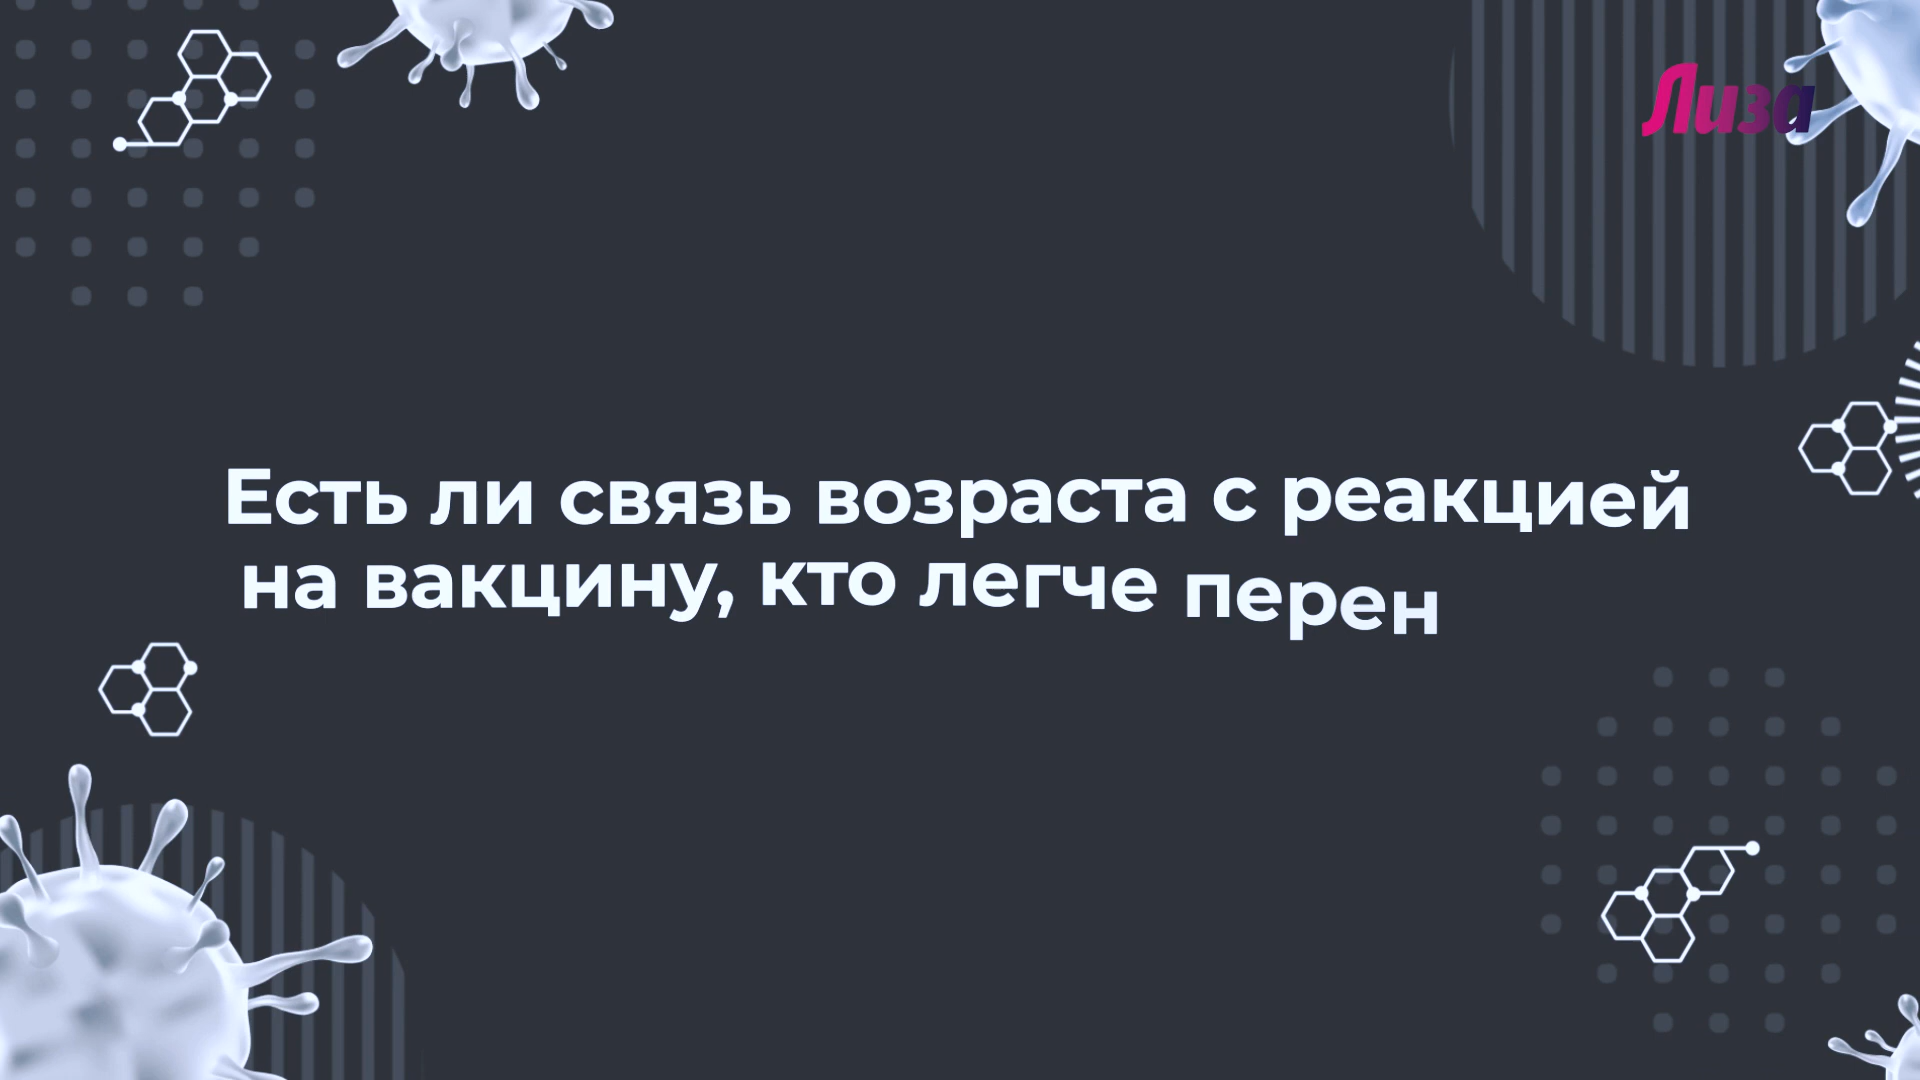 Лиза
Есть ли связь возраста с реакцией
на вакцину, кто легче перен